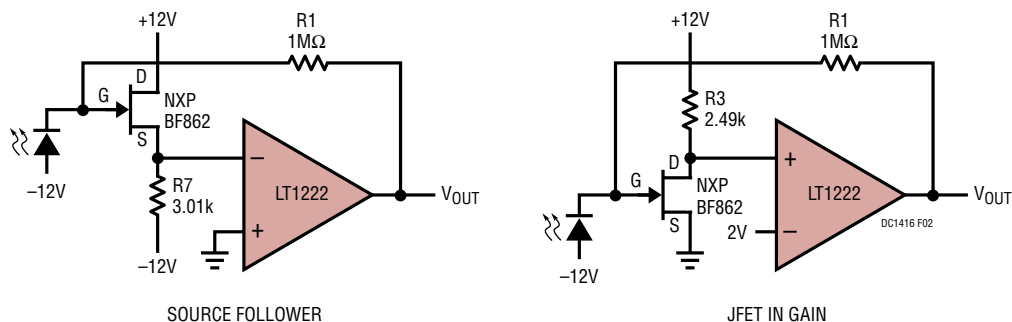 +12V
R1
1MΩ
D
G
NXP
BF862
S
–
LT1222
VOUT
+
R7
3.01k
–12V
–12V
SOURCE FOLLOWER
+12V
R1
1MΩ
R3
2.49k
D
G
NXP
BF862
S
+
LT1222
VOUT
2V
–
DC1416 F02
–12V
JFET IN GAIN